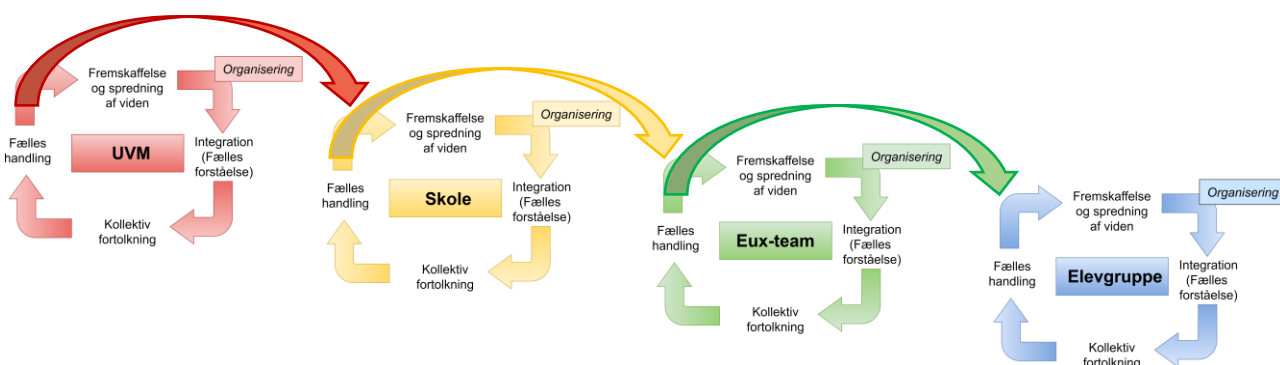 Fremskaffelse
og spredning
af viden
Organisering
Fælles
handling
UVM
Integration
(Fælles
forståelse)
Kollektiv
fortolkning
Fremskaffelse
og spredning
af viden
Organisering
Fælles
handling
Skole
Integration
(Fælles
forståelse)
Kollektiv
fortolkning
Fremskaffelse
og spredning
af viden
Organisering
Fælles
handling
Eux-team
Integration
(Fælles
forståelse)
Kollektiv
fortolkning
Fremskaffelse
og spredning
af viden
Organisering
Fælles
handling
Elevgruppe
Integration
(Fælles
forståelse)
Kollektiv
fortolkning